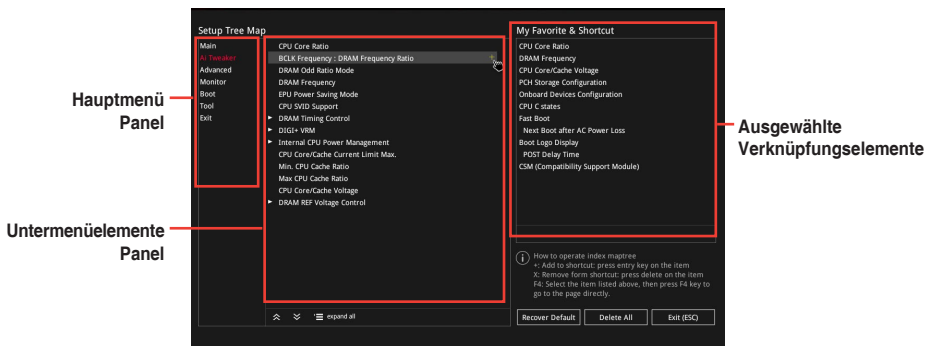 Setup Tree Map
Main
Ai Tweaker
Advanced
Monitor
Boot
Tool
Exit
CPU Core Ratio
BCLK Frequency : DRAM Frequency Ratio +
DRAM Odd Ratio Mode
DRAM Frequency
EPU Power Saving Mode
CPU SVID Support
DRAM Timing Control
DIGI+ VRM
Internal CPU Power Management
CPU Core/Cache Current Limit Max.
Min. CPU Cache Ratio
Max CPU Cache Ratio
CPU Core/Cache Voltage
DRAM REF Voltage Control
expand all
My Favorite & Shortcut
CPU Core Ratio
DRAM Frequency
CPU Core/Cache Voltage
PCH Storage Configuration
Onboard Devices Configuration
CPU C states
Fast Boot
Next Boot after AC Power Loss
Boot Logo Display
POST Delay Time
CSM (Compatibility Support Module)
i
How to operate index maptree
+: Add to shortcut: press entry key on the item
X: Remove form shortcut: press delete on the item
F4: Select the item listed above, then press F4 key to
go to the page directly.
Recover Default
Delete All
Exit (ESC)
Hauptmenü
Panel
Untermenüelemente
Panel
Ausgewählte
Verknüpfungselemente